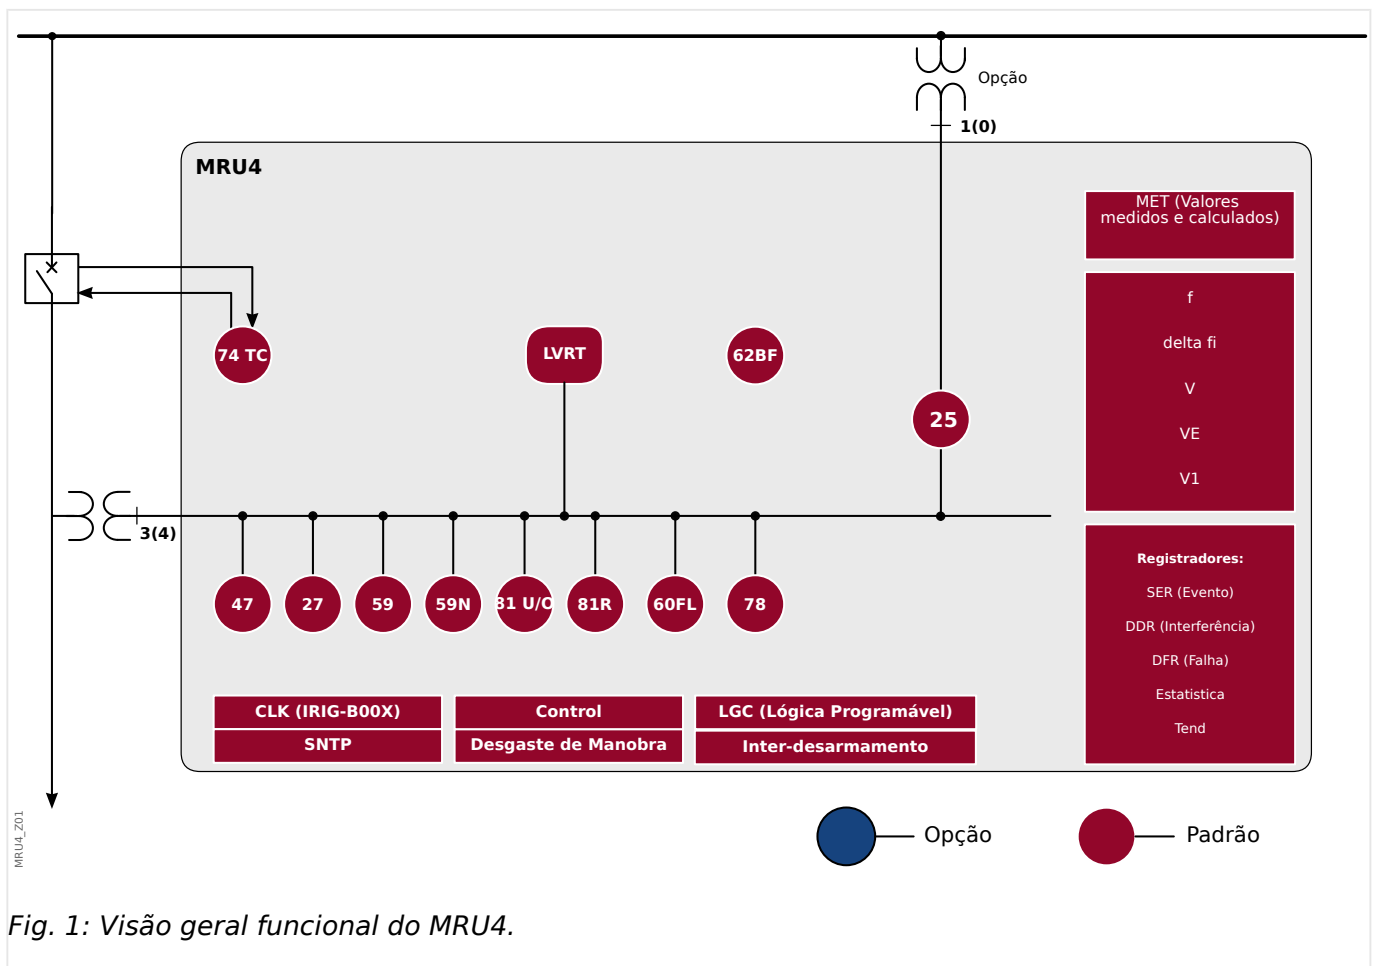 Opção
1(0)
MRU4
MET (Valores
medidos e calculados)
f
delta fi
V
VE
V1
74 TC
LVRT
62BF
25
3(4)
47
27
59
59N
81 U/O
81R
60FL
78
Registradores:
SER (Evento)
DDR (Interferência)
DFR (Falha)
Estatistica
Tend
CLK (IRIG-B00X)
SNTP
Control
Desgaste de Manobra
LGC (Lógica Programável)
Inter-desarmamento
MRU4_Z01
Opção
Padrão
Fig. 1: Visão geral funcional do MRU4.